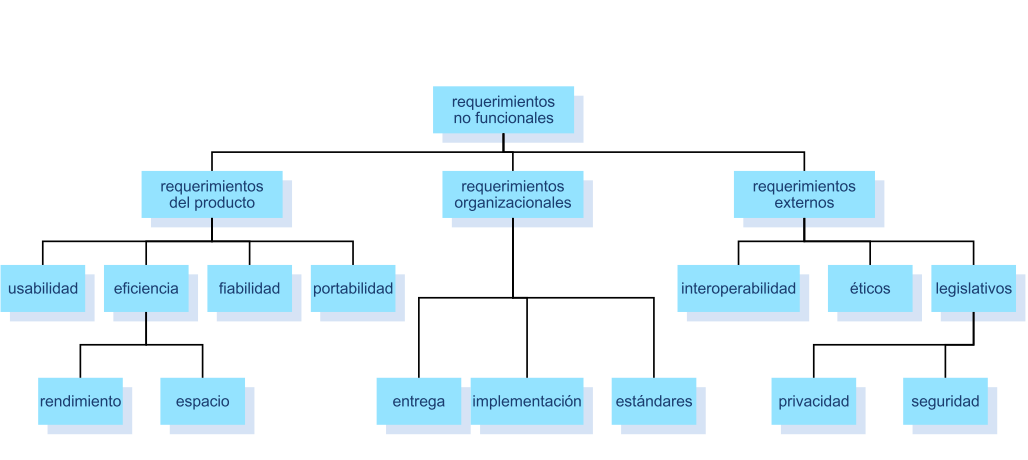 requerimientos
no funcionales
requerimientos
del producto
requerimientos
organizacionales
requerimientos
externos
usabilidad
eficiencia
fiabilidad
portabilidad
interoperabilidad
éticos
legislativos
rendimiento
espacio
entrega
implementación
estándares
privacidad
seguridad